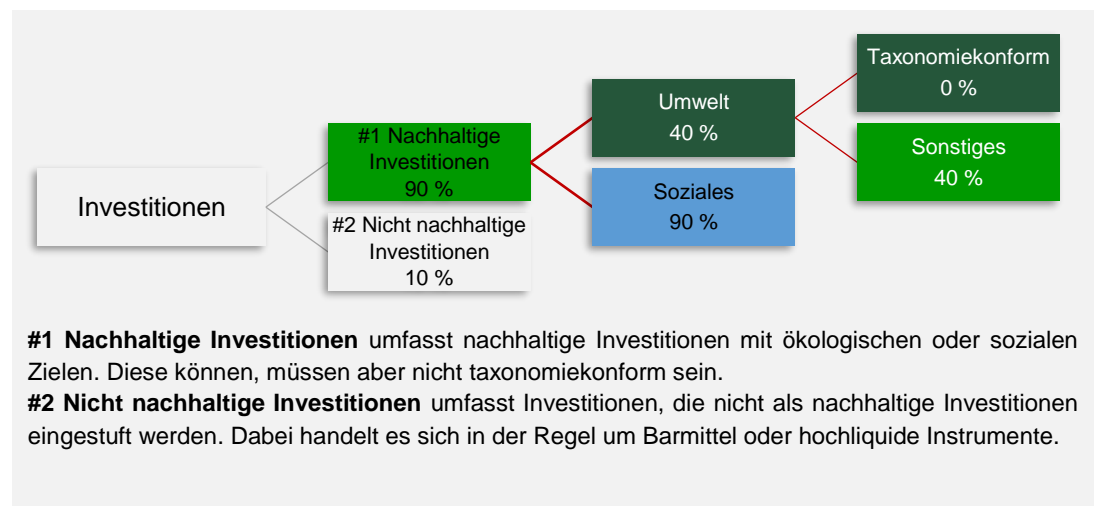 Investitionen
#1 Nachhaltige
Investitionen
90 %
#2 Nicht nachhaltige
Investitionen
10 %
Umwelt
40 %
Soziales
90 %
Taxonomiekonform
0 %
Sonstiges
40 %
#1 Nachhaltige Investitionen umfasst nachhaltige Investitionen mit ökologischen oder sozialen
Zielen. Diese können, müssen aber nicht taxonomiekonform sein.
#2 Nicht nachhaltige Investitionen umfasst Investitionen, die nicht als nachhaltige Investitionen
eingestuft werden. Dabei handelt es sich in der Regel um Barmittel oder hochliquide Instrumente.